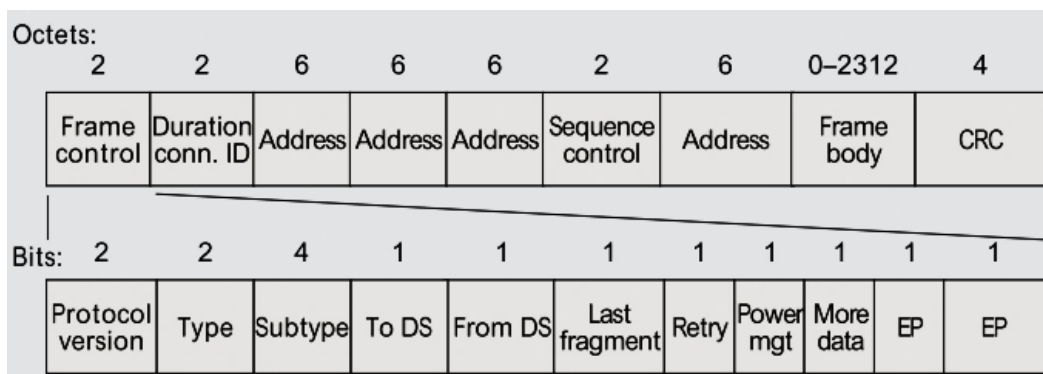 Octets:
2 2 6 6 6 2 6 0–2312 4
Frame control Duration conn. ID Address Address Address Sequence control Address Frame body CRC
Bits: 2 2 4 1 1 1 1 1 1 1 1
Protocol version Type Subtype To DS From DS Last fragment Retry Power mgt More data EP EP